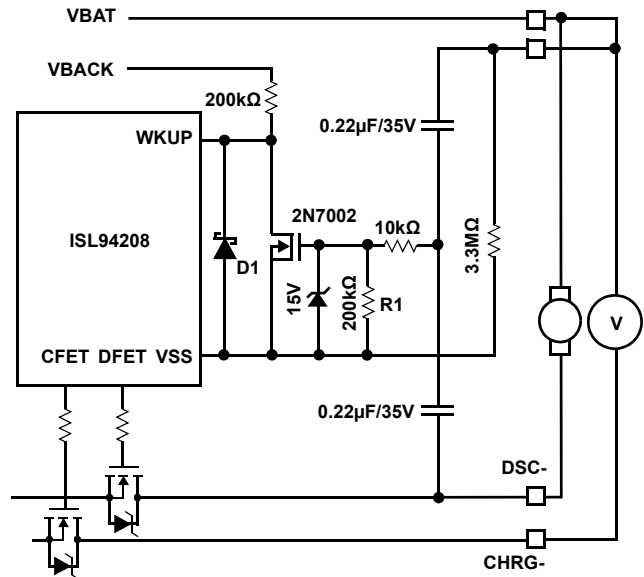 VBAT
VBACK
200kΩ
0.22µF/35V
WKUP
2N7002
10kΩ
3.3MΩ
ISL94208
D1
15V
200kΩ
R1
V
CFET DFET VSS
0.22µF/35V
DSC-
CHRG-